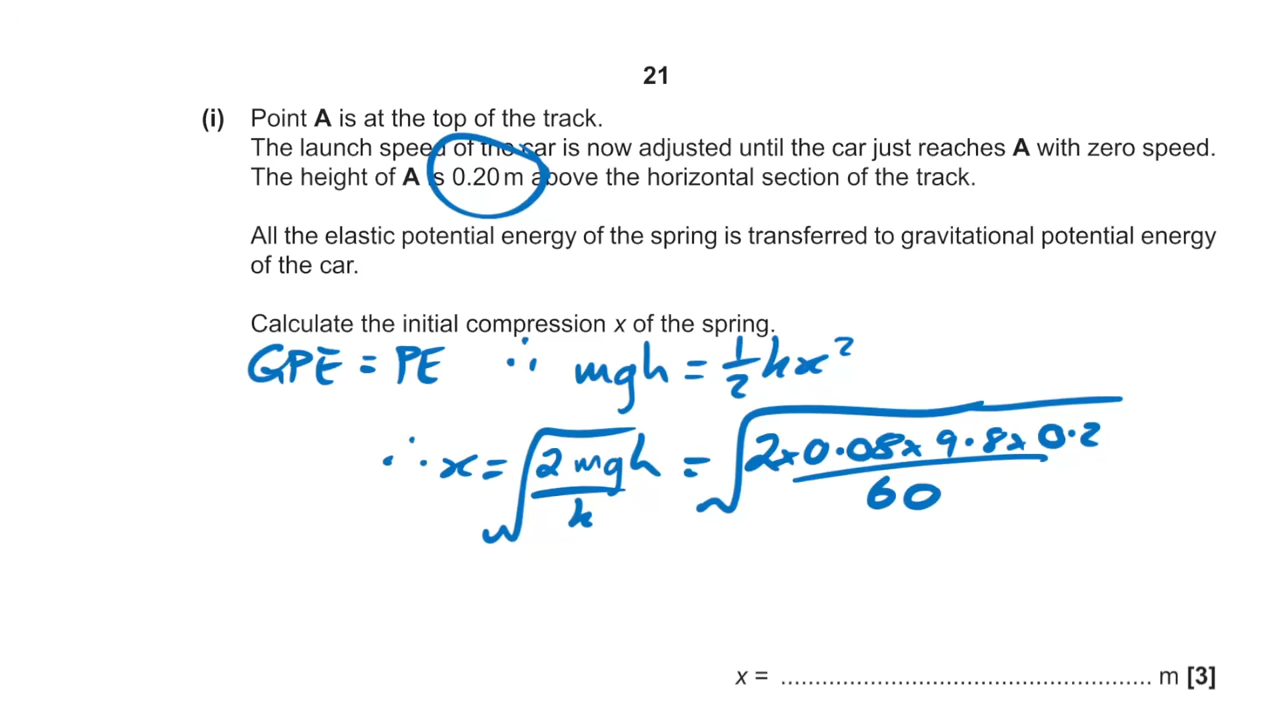 21
(i) Point A is at the top of the track.
The launch speed of the car is now adjusted until the car just reaches A with zero speed.
The height of A is 0.20 m above the horizontal section of the track.
All the elastic potential energy of the spring is transferred to gravitational potential energy
of the car.
Calculate the initial compression x of the spring.
GPE = PE ∴ mgh = 1/2 kx²
∴ x = √(2mgh/k) = √(2×0.08×9.8×0.2/60)
x = ...................................................... m [3]